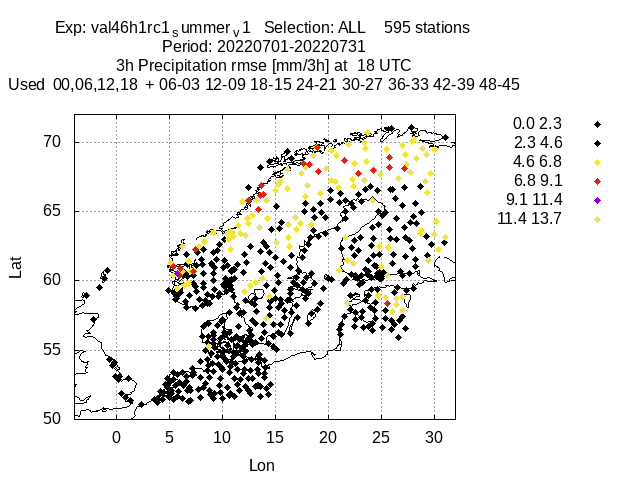 Exp: val46h1rc1summerv1 Selection: ALL 595 stations
Period: 20220701-20220731
3h Precipitation rmse [mm/3h] at 18 UTC
Used 00,06,12,18 + 06-03 12-09 18-15 24-21 30-27 36-33 42-39 48-45
0.0 2.3
2.3 4.6
4.6 6.8
6.8 9.1
9.1 11.4
11.4 13.7
70
65
60
55
50
Lat
0 5 10 15 20 25 30
Lon